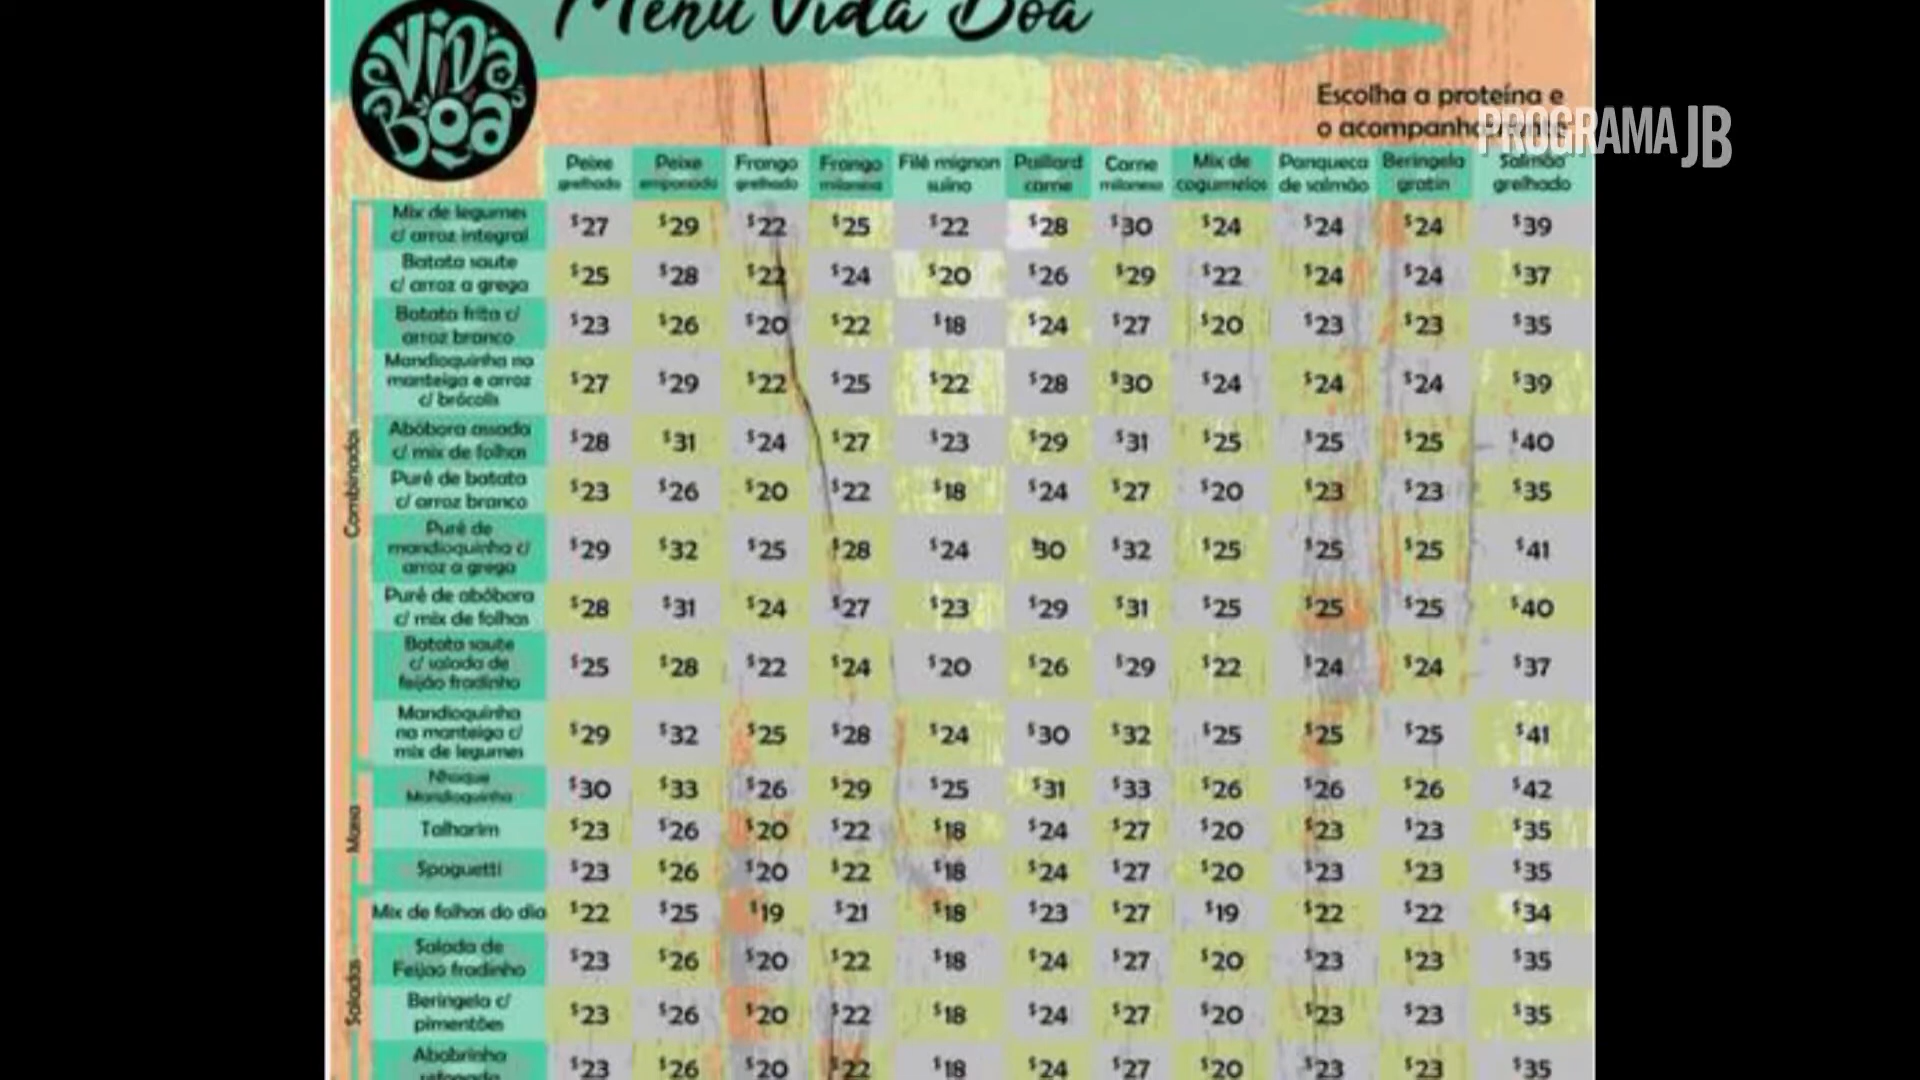 Menu Vida Boa
VIDA
BOA
Escolha a proteína e
o acompanhamento
PROGRAMA JB
Peixe grelhado Peixe empanado Frango grelhado Frango milanesa Filé mignon suíno Paillard carne Carne milanesa Mix de cogumelos Panqueca de salmão Beringela gratin Salmão grelhado
Combinados
Mix de legumes
c/ arroz integral $27 $29 $22 $25 $22 $28 $30 $24 $24 $24 $39
Batata saute
c/ arroz a grega $25 $28 $22 $24 $20 $26 $29 $22 $24 $24 $37
Batata frita c/
arroz branco $23 $26 $20 $22 $18 $24 $27 $20 $23 $23 $35
Mandioquinha na
manteiga e arroz
c/ brócolis $27 $29 $22 $25 $22 $28 $30 $24 $24 $24 $39
Abóbora assada
c/ mix de folhas $28 $31 $24 $27 $23 $29 $31 $25 $25 $25 $40
Purê de batata
c/ arroz branco $23 $26 $20 $22 $18 $24 $27 $20 $23 $23 $35
Purê de
mandioquinha c/
arroz a grega $29 $32 $25 $28 $24 $30 $32 $25 $25 $25 $41
Purê de abóbora
c/ mix de folhas $28 $31 $24 $27 $23 $29 $31 $25 $25 $25 $40
Batata saute
c/ salada de
feijão fradinho $25 $28 $22 $24 $20 $26 $29 $22 $24 $24 $37
Mandioquinha
na manteiga c/
mix de legumes $29 $32 $25 $28 $24 $30 $32 $25 $25 $25 $41
Massa
Nhoque
Mandioquinha $30 $33 $26 $29 $25 $31 $33 $26 $26 $26 $42
Talharim $23 $26 $20 $22 $18 $24 $27 $20 $23 $23 $35
Spaguetti $23 $26 $20 $22 $18 $24 $27 $20 $23 $23 $35
Saladas
Mix de folhas do dia $22 $25 $19 $21 $18 $23 $27 $19 $22 $22 $34
Salada de
Feijao fradinho $23 $26 $20 $22 $18 $24 $27 $20 $23 $23 $35
Beringela c/
pimentões $23 $26 $20 $22 $18 $24 $27 $20 $23 $23 $35
Abobrinha $23 $26 $20 $22 $18 $24 $27 $20 $23 $23 $35